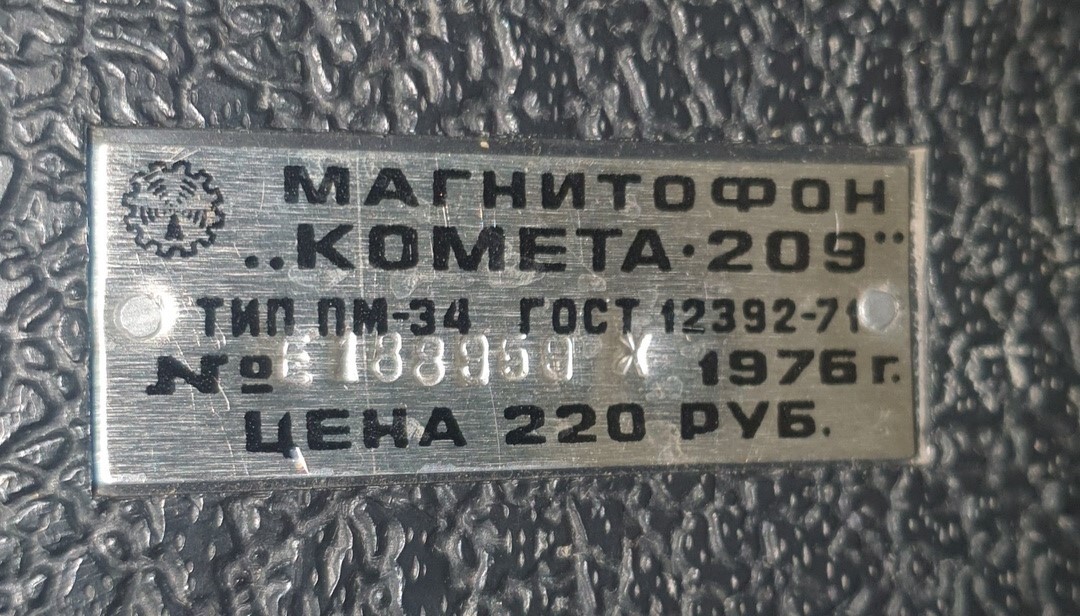 МАГНИТОФОН
„КОМЕТА·209"
ТИП ПМ-34 ГОСТ 12392-71
№ 1976 г.
ЦЕНА 220 РУБ.